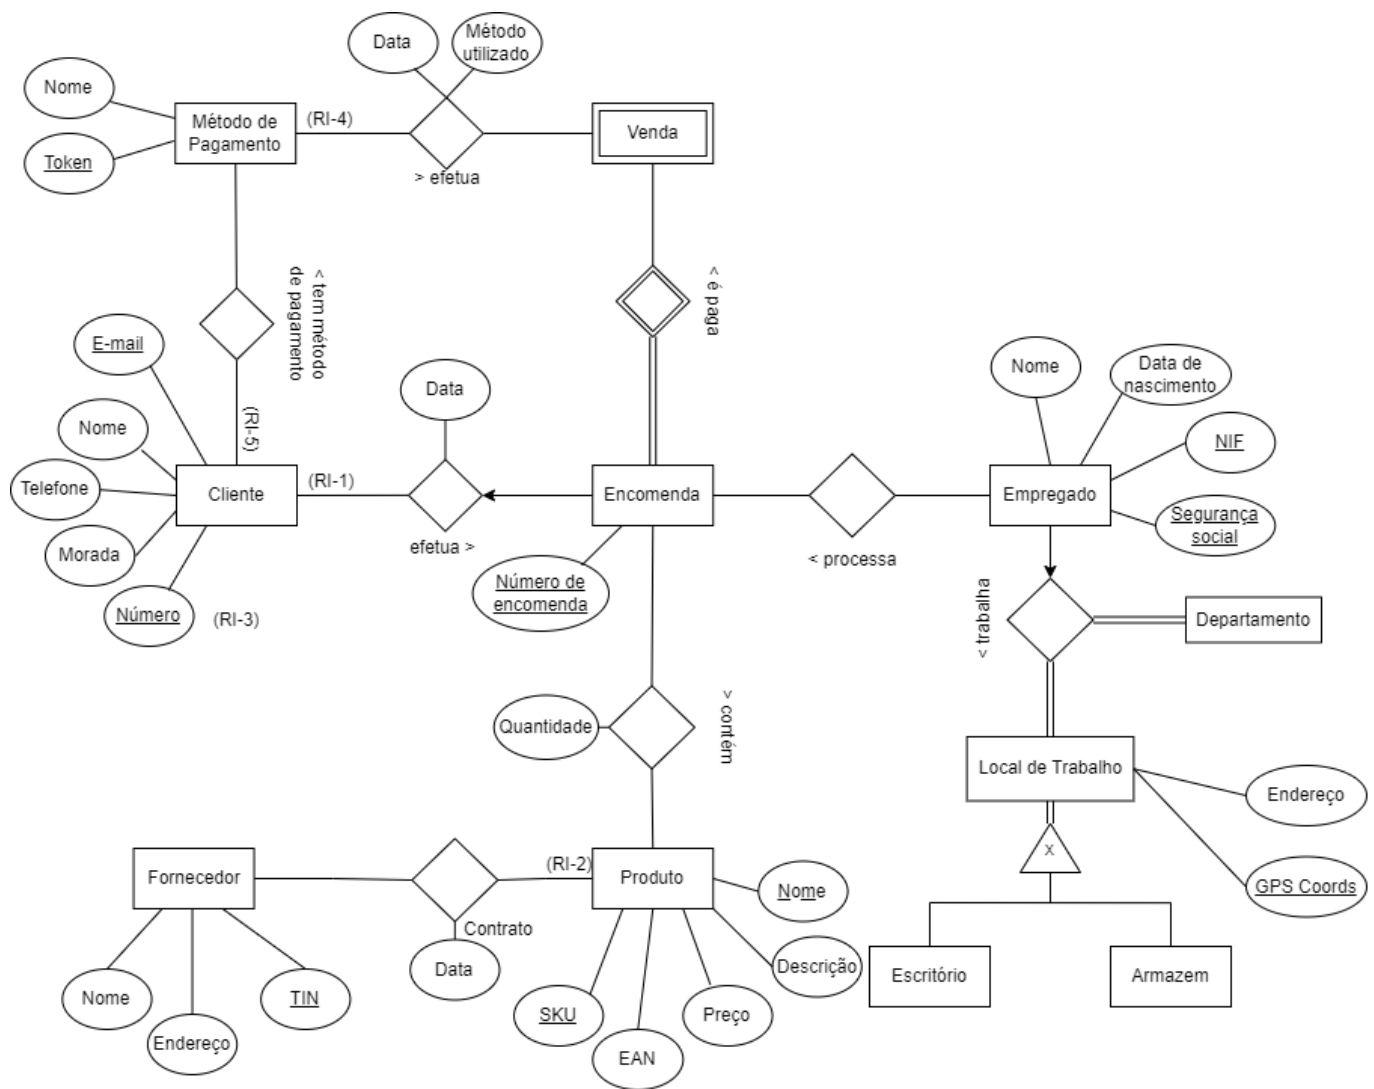 Data
Método
utilizado
Nome
Método de
Pagamento
(RI-4)
Venda
Token
> efetua
< tem método
de pagamento
< é paga
E-mail
Nome
Data de
nascimento
Data
Nome
(RI-5)
NIF
Telefone
Cliente
(RI-1)
Encomenda
Empregado
Segurança
social
Morada
efetua >
< processa
Número de
encomenda
Número
(RI-3)
< trabalha
Departamento
Quantidade
> contém
Local de Trabalho
Endereço
X
Fornecedor
(RI-2)
Produto
Nome
GPS Coords
Contrato
Data
Descrição
Escritório
Armazem
Nome
TIN
SKU
Preço
Endereço
EAN